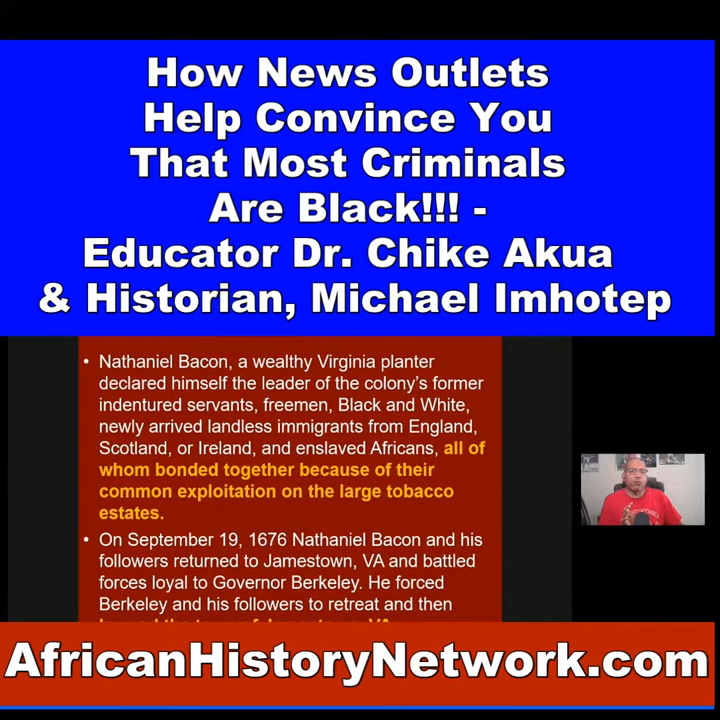 How News Outlets
Help Convince You
That Most Criminals
Are Black!!! -
Educator Dr. Chike Akua
& Historian, Michael Imhotep
• Nathaniel Bacon, a wealthy Virginia planter
declared himself the leader of the colony's former
indentured servants, freemen, Black and White,
newly arrived landless immigrants from England,
Scotland, or Ireland, and enslaved Africans, all of
whom bonded together because of their
common exploitation on the large tobacco
estates.
• On September 19, 1676 Nathaniel Bacon and his
followers returned to Jamestown, VA and battled
forces loyal to Governor Berkeley. He forced
Berkeley and his followers to retreat and then
AfricanHistoryNetwork.com